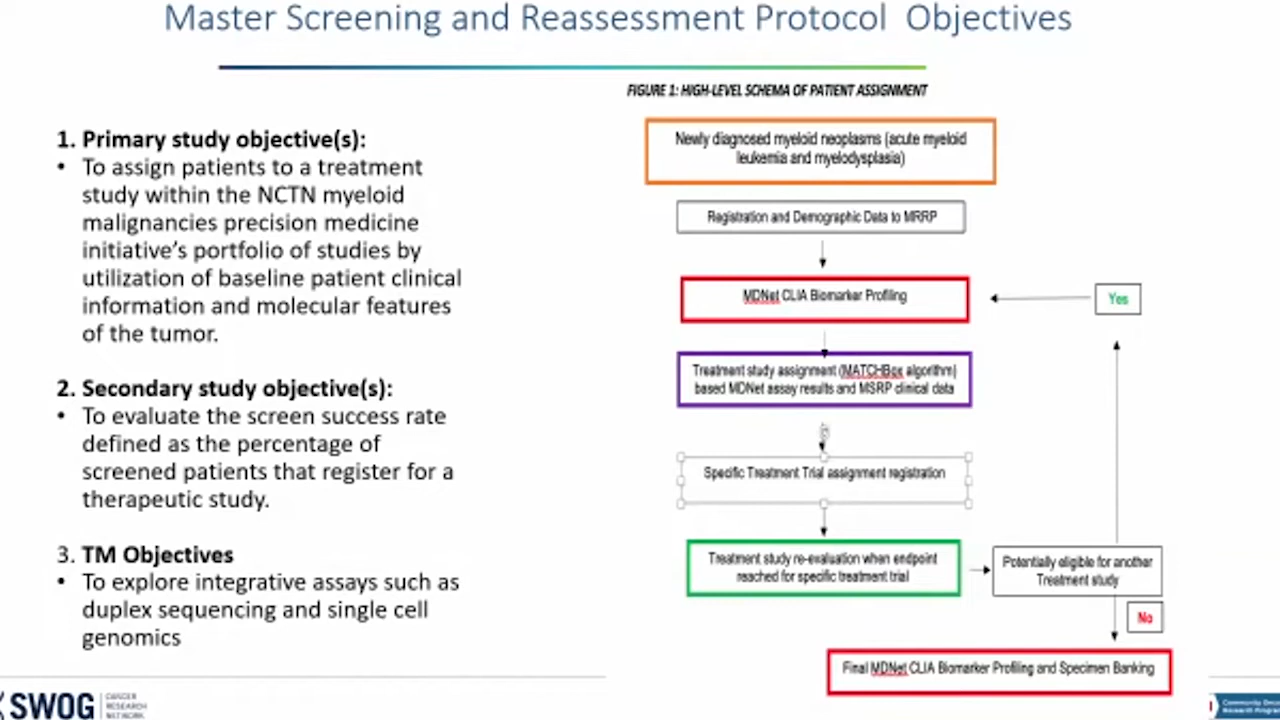 Master Screening and Reassessment Protocol Objectives
1. Primary study objective(s):
• To assign patients to a treatment
study within the NCTN myeloid
malignancies precision medicine
initiative's portfolio of studies by
utilization of baseline patient clinical
information and molecular features
of the tumor.
2. Secondary study objective(s):
• To evaluate the screen success rate
defined as the percentage of
screened patients that register for a
therapeutic study.
3. TM Objectives
• To explore integrative assays such as
duplex sequencing and single cell
genomics
FIGURE 1: HIGH-LEVEL SCHEMA OF PATIENT ASSIGNMENT
Newly diagnosed myeloid neoplasms (acute myeloid
leukemia and myelodysplasia)
Registration and Demographic Data to MRRP
MDNet CLIA Biomarker Profiling
Yes
Treatment study assignment (MATCHBox algorithm)
based MDNet assay results and MSRP clinical data
Specific Treatment Trial assignment registration
Treatment study re-evaluation when endpoint
reached for specific treatment trial
Potentially eligible for another
Treatment study
No
Final MDNet CLIA Biomarker Profiling and Specimen Banking
SWOG
CANCER
RESEARCH
NETWORK
Community Onco
Research Program